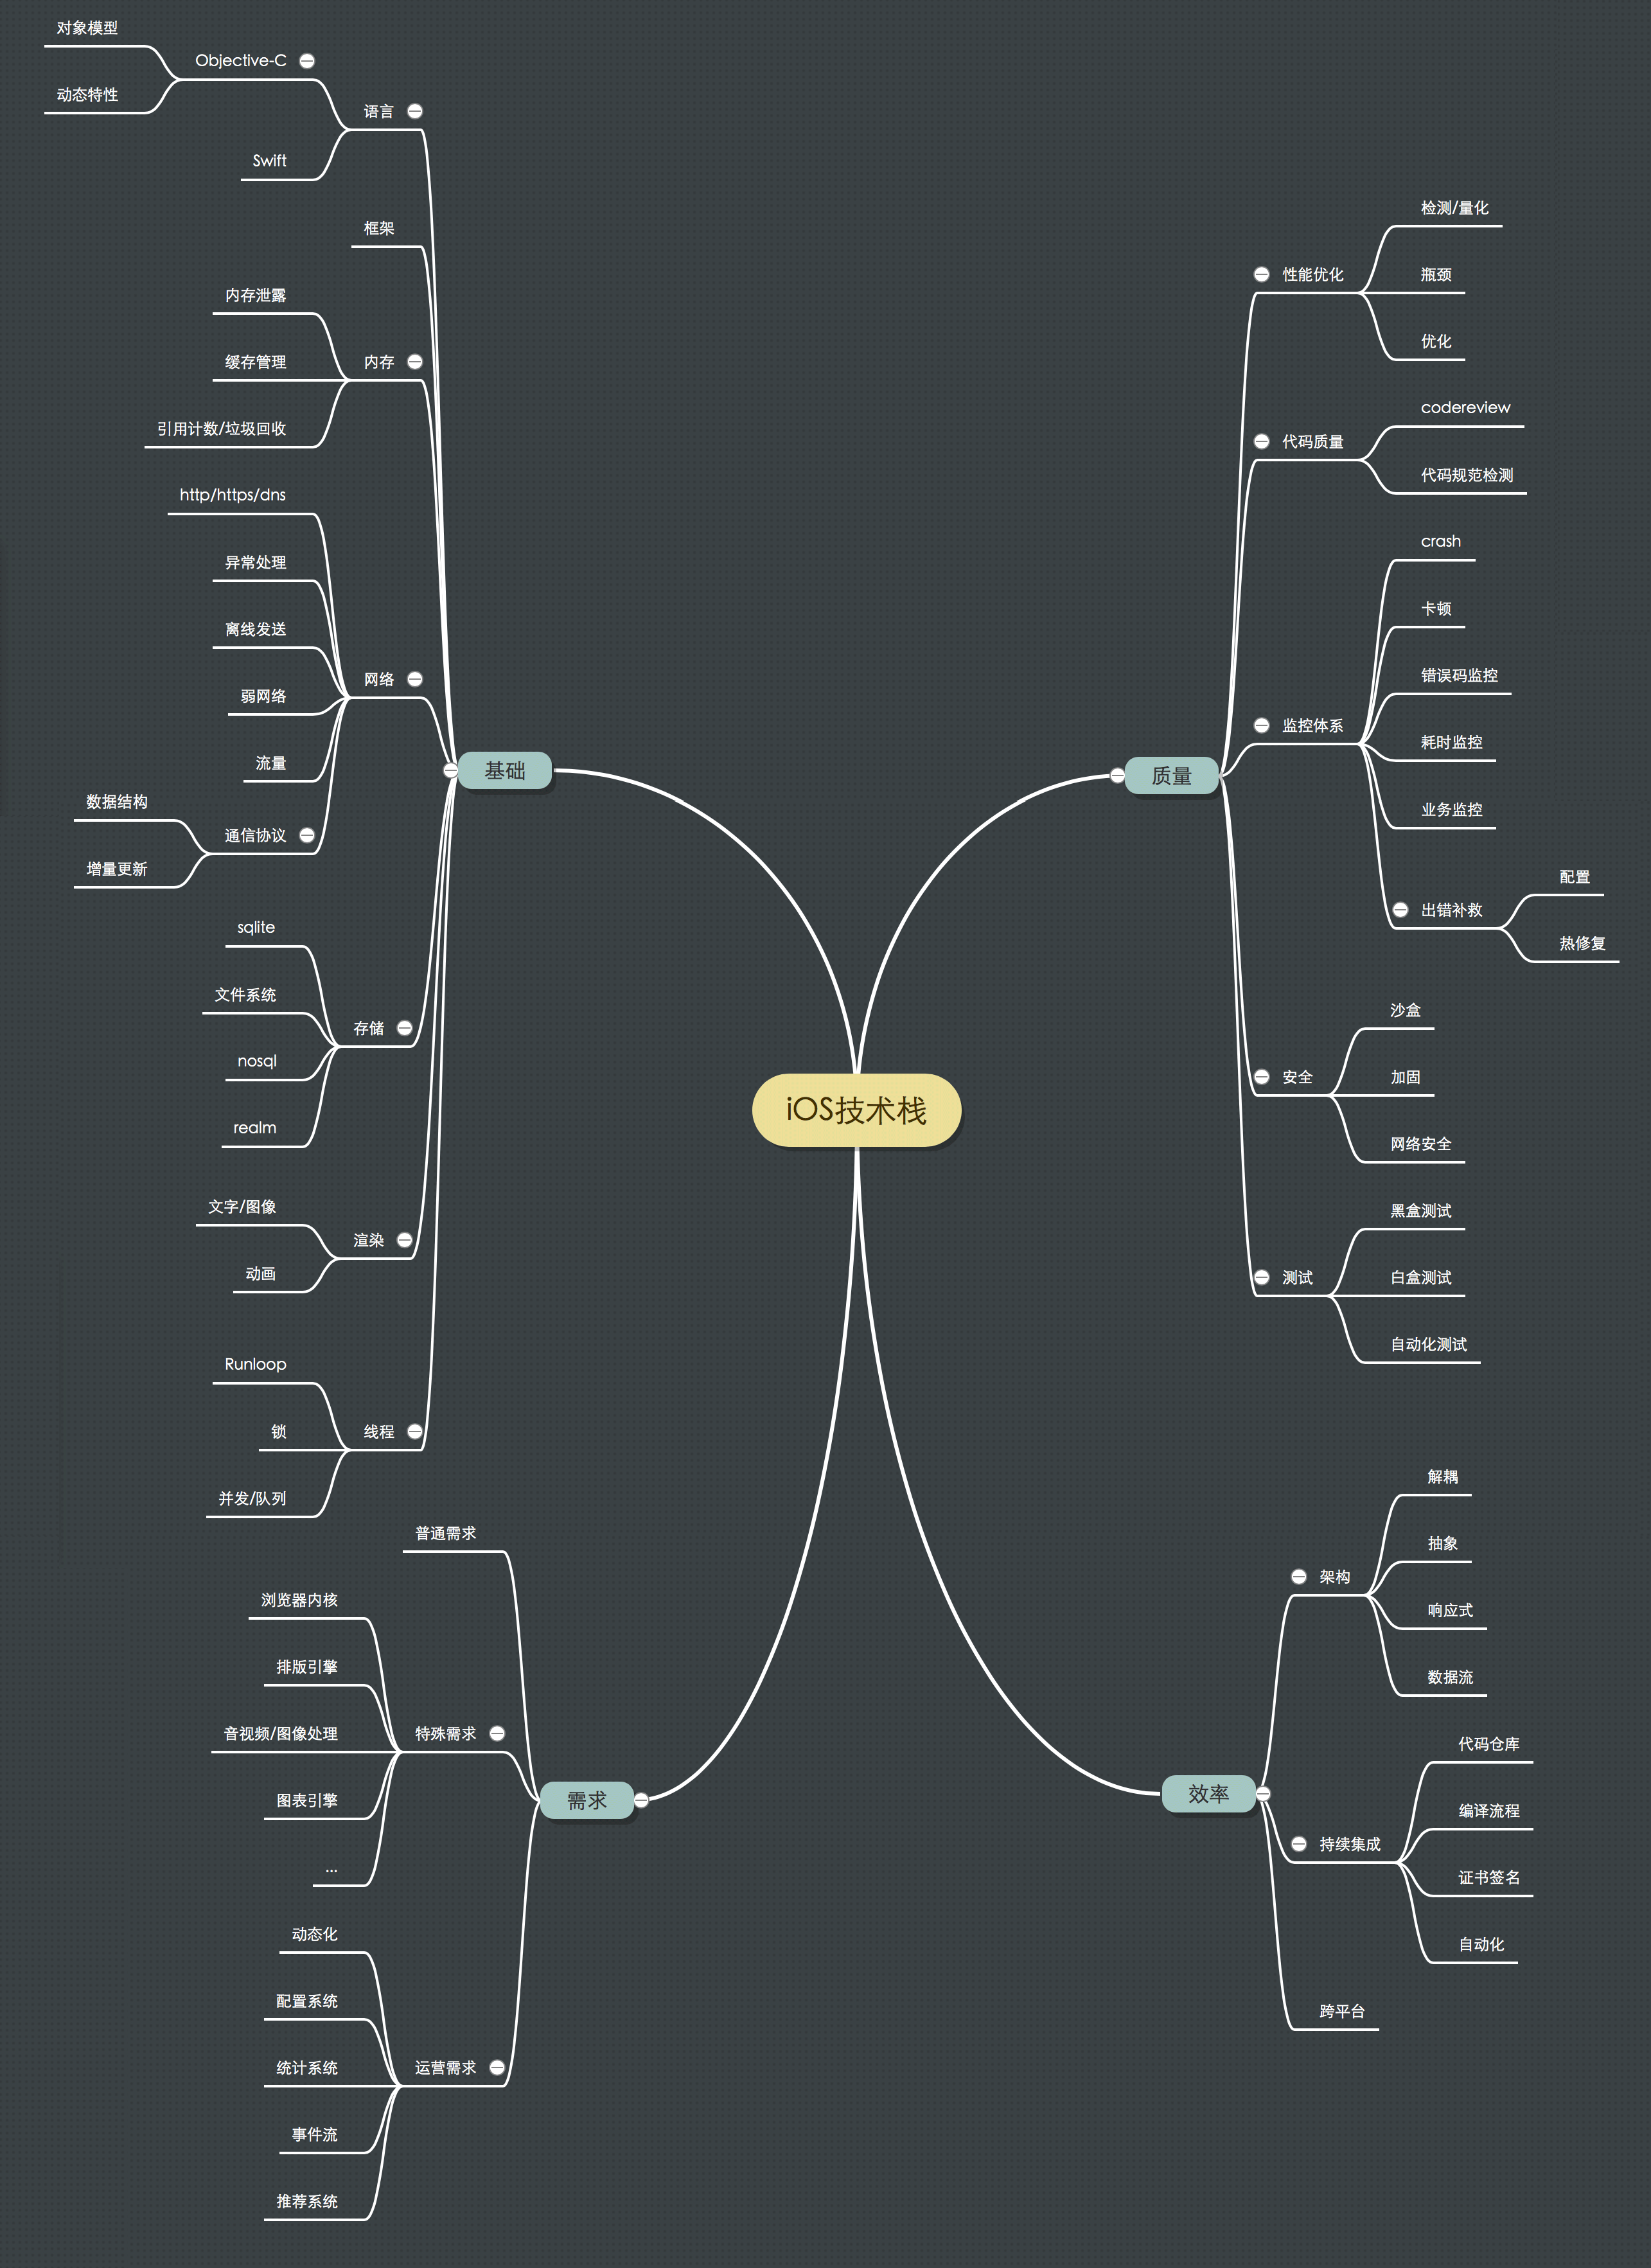 iOS技术栈
基础
语言
Objective-C
对象模型
动态特性
Swift
框架
内存
内存泄露
缓存管理
引用计数/垃圾回收
网络
http/https/dns
异常处理
离线发送
弱网络
流量
通信协议
数据结构
增量更新
存储
sqlite
文件系统
nosql
realm
渲染
文字/图像
动画
线程
Runloop
锁
并发/队列
需求
普通需求
特殊需求
浏览器内核
排版引擎
音视频/图像处理
图表引擎
...
运营需求
动态化
配置系统
统计系统
事件流
推荐系统
质量
性能优化
检测/量化
瓶颈
优化
代码质量
codereview
代码规范检测
监控体系
crash
卡顿
错误码监控
耗时监控
业务监控
出错补救
配置
热修复
安全
沙盒
加固
网络安全
测试
黑盒测试
白盒测试
自动化测试
效率
架构
解耦
抽象
响应式
数据流
持续集成
代码仓库
编译流程
证书签名
自动化
跨平台